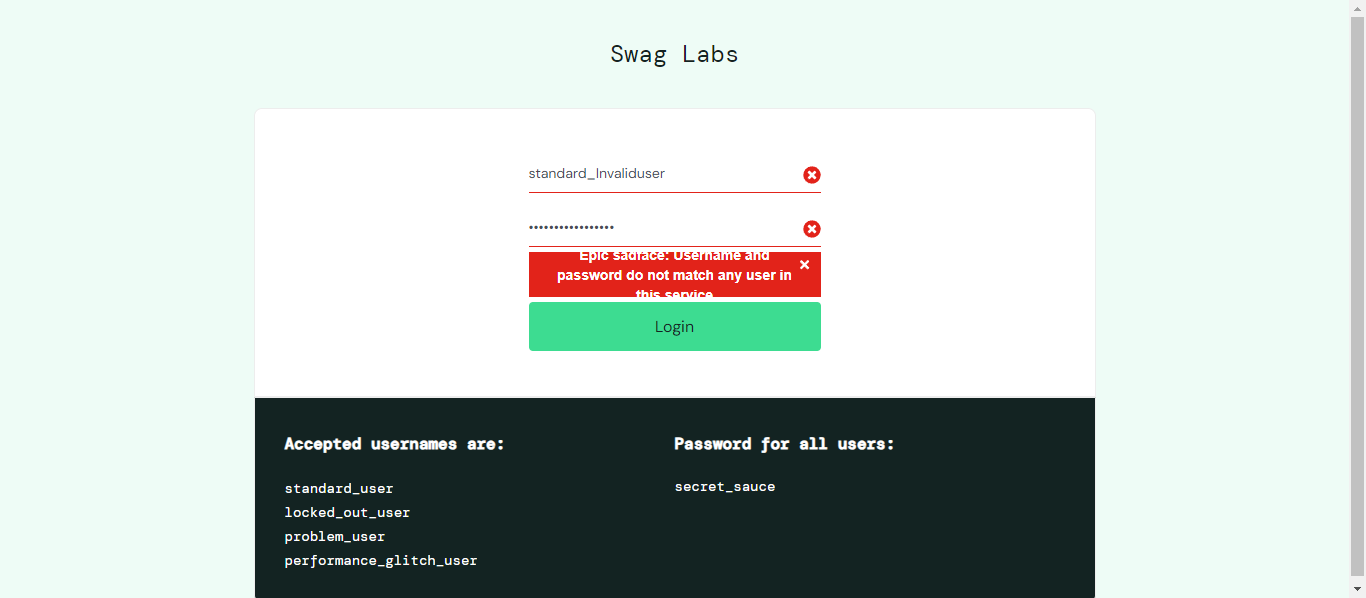 Swag Labs
standard_Invaliduser
•••••••••••••••••
Epic sadface: Username and
password do not match any user in
this service
Login
Accepted usernames are:
Password for all users:
standard_user
secret_sauce
locked_out_user
problem_user
performance_glitch_user